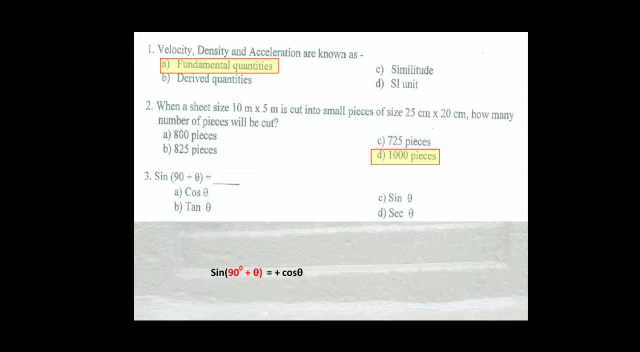 1. Velocity, Density and Acceleration are known as -
a) Fundamental quantities
c) Similitude
b) Derived quantities
d) SI unit
2. When a sheet size 10 m x 5 m is cut into small pieces of size 25 cm x 20 cm, how many
number of pieces will be cut?
a) 800 pieces
c) 725 pieces
b) 825 pieces
d) 1000 pieces
3. Sin (90 + θ) = ____
a) Cos θ
c) Sin θ
b) Tan θ
d) Sec θ
Sin(90⁰ + θ) = + cosθ